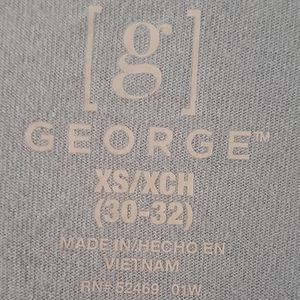 [g]
GEORGE™
XS/XCH
(30-32)
MADE IN/HECHO EN
VIETNAM
RN# 52469 01W